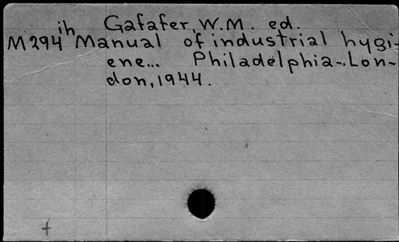 ih Gafafer, W.M. ed.
M294 Manual of industrial hygi-
ene... Philadelphia-.Lon-
don, 1944.
+